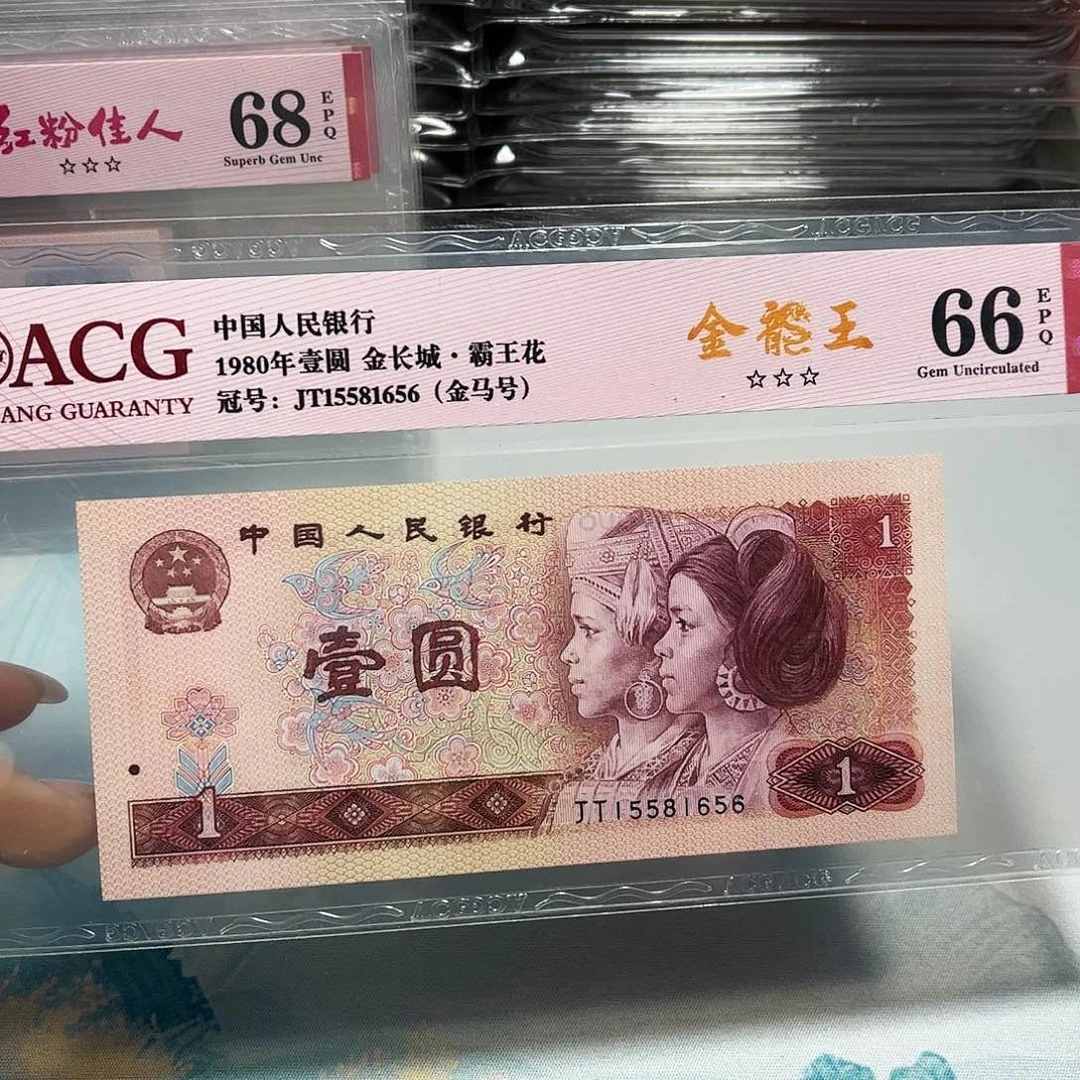 红粉佳人
☆☆☆
68
EPQ
Superb Gem Unc
ACG
ANG GUARANTY
中国人民银行
1980年壹圆 金长城·霸王花
冠号：JT15581656（金马号）
金龍王
☆☆☆
66
EPQ
Gem Uncirculated
中国人民银行
1
壹圆
1
1
JT15581656